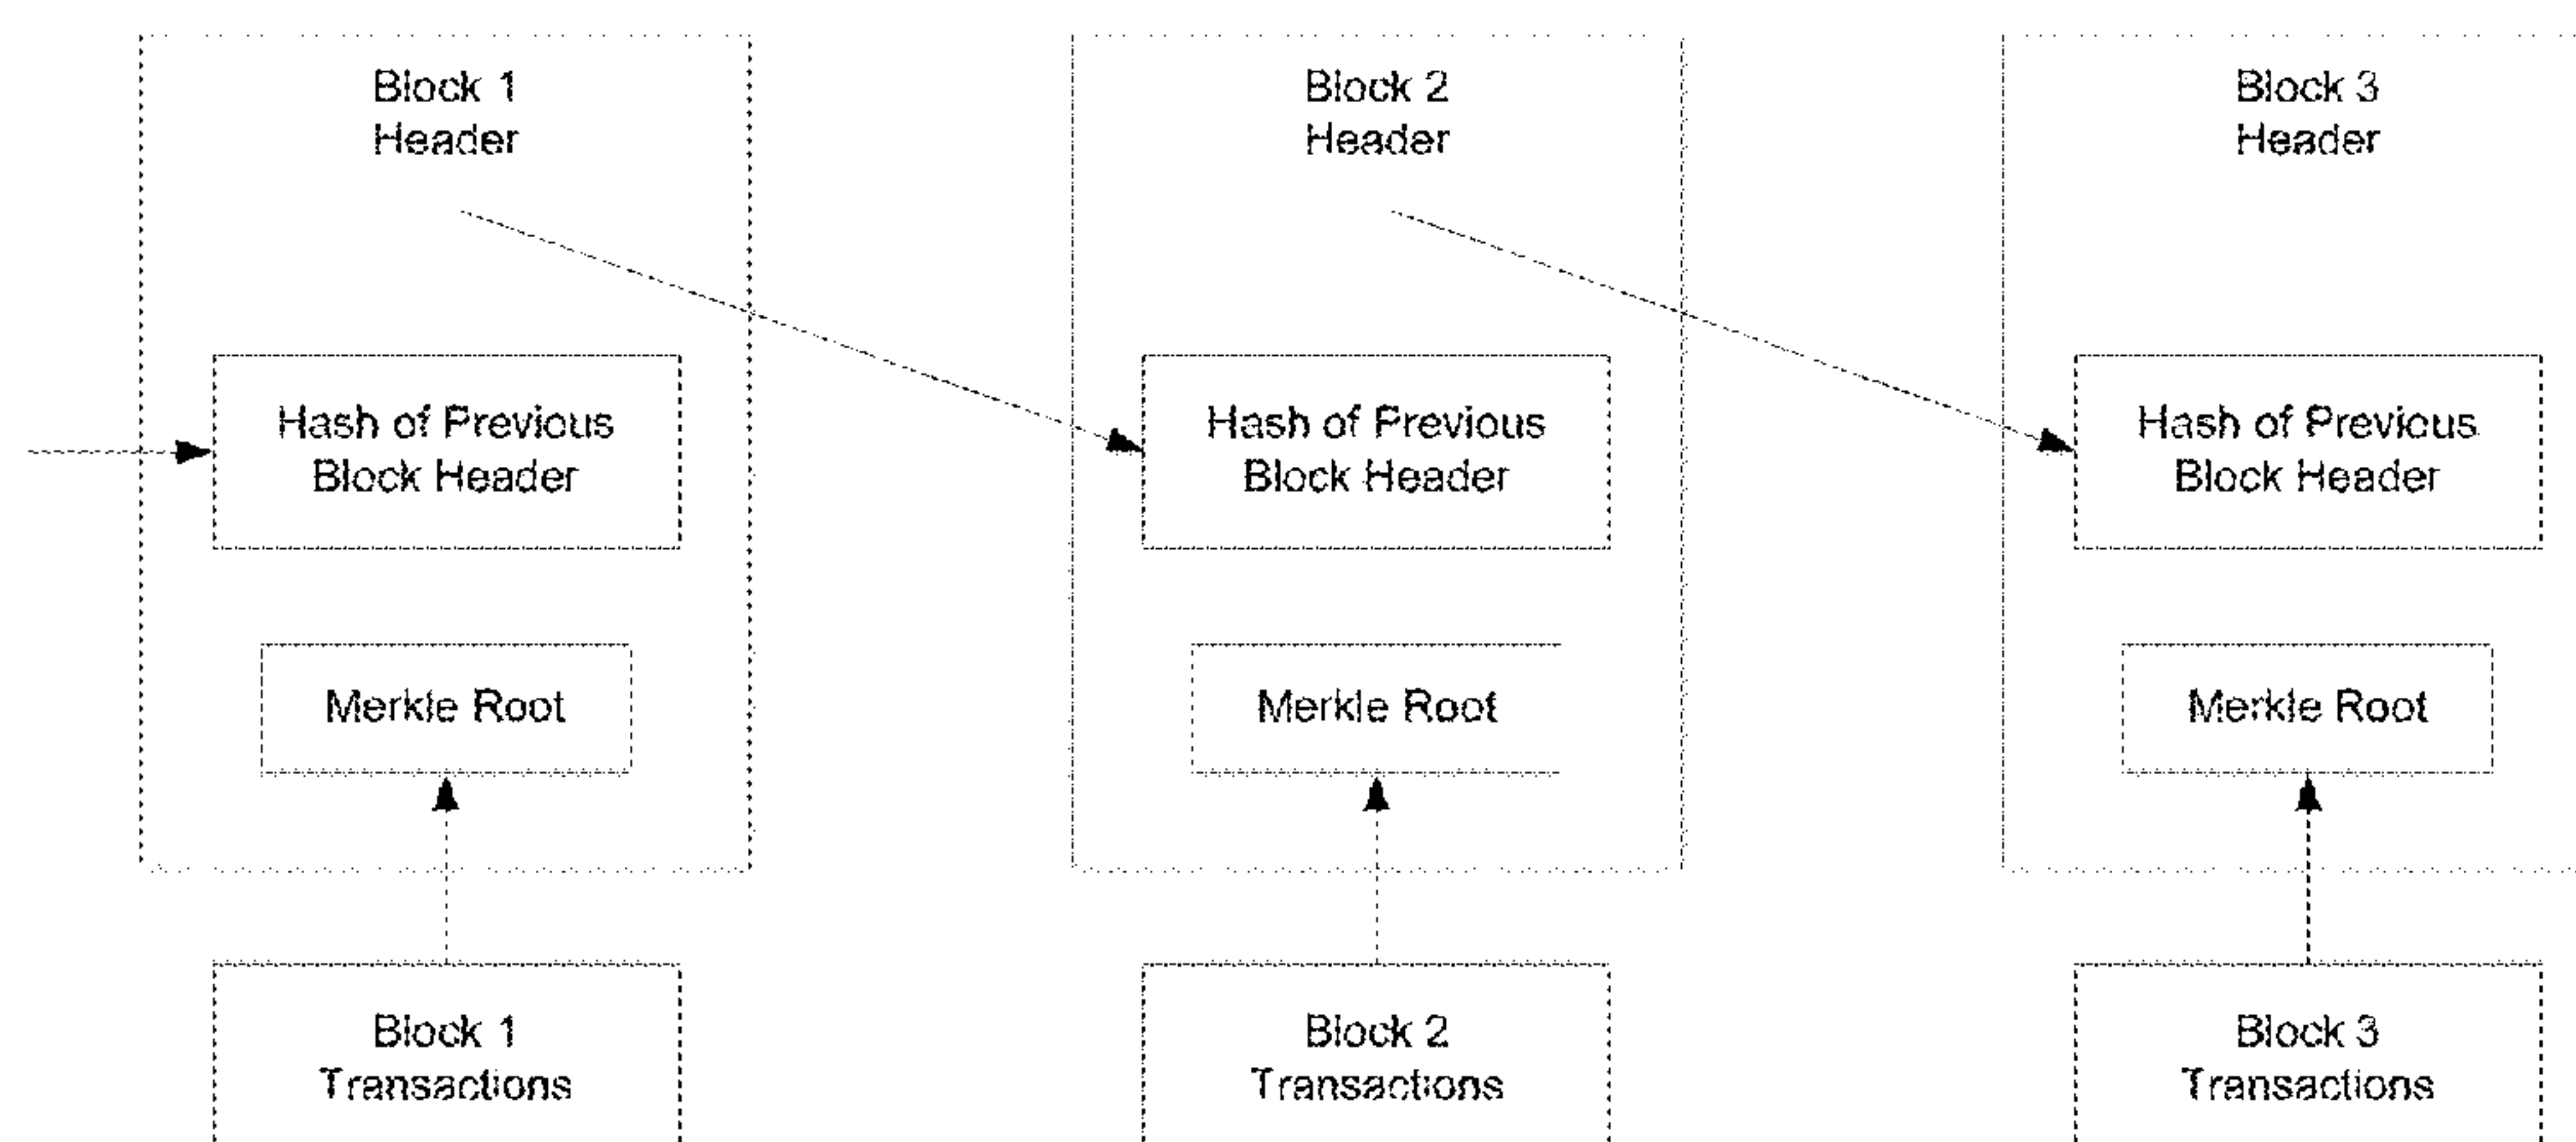 Block 1
Header
Block 2
Header
Block 3
Header
Hash of Previous
Block Header
Hash of Previous
Block Header
Hash of Previous
Block Header
Merkle Root
Merkle Root
Merkle Root
Block 1
Transactions
Block 2
Transactions
Block 3
Transactions